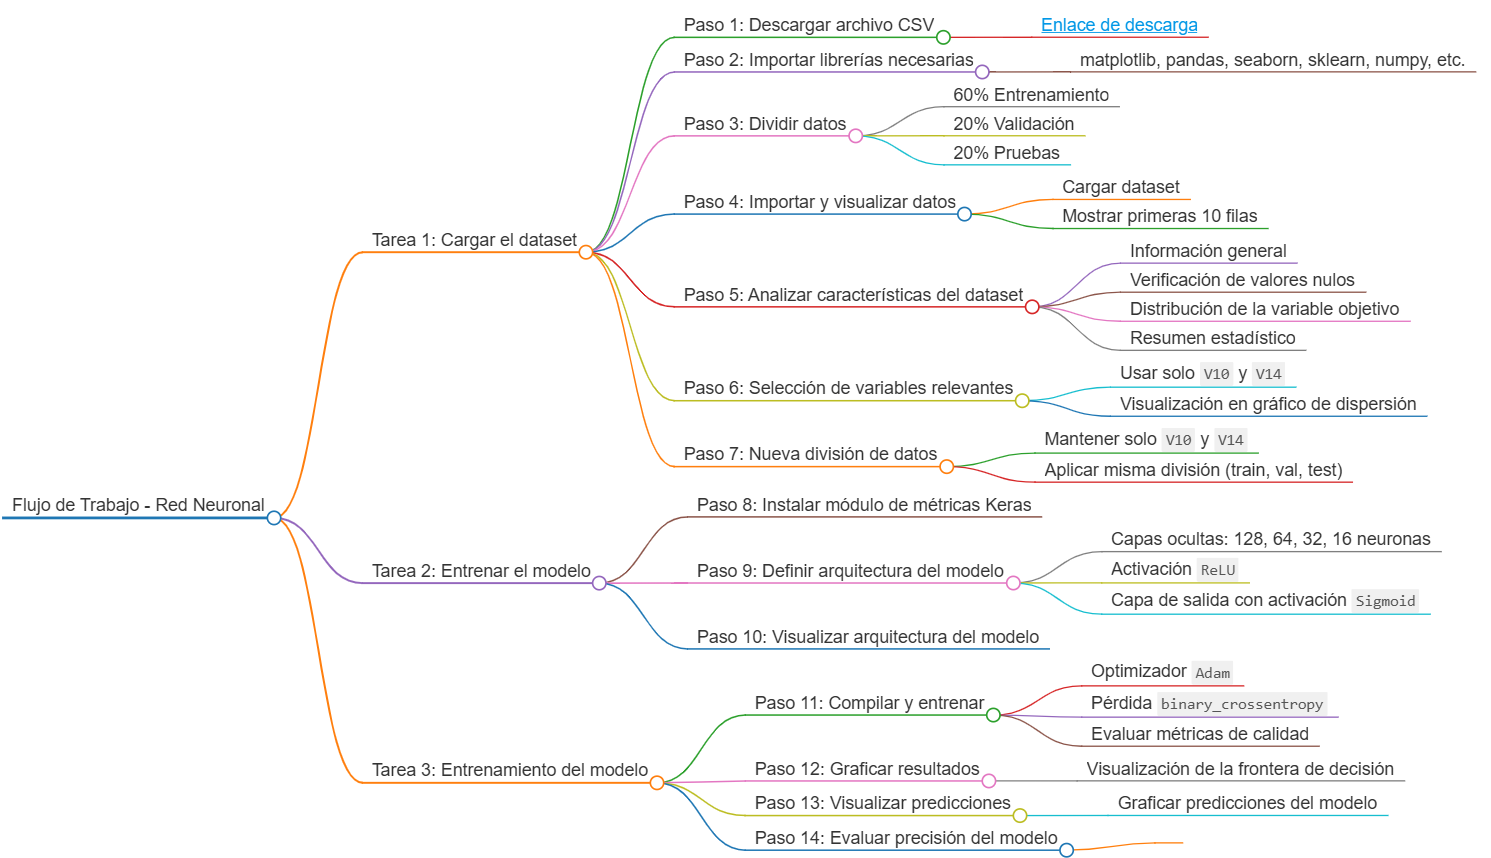 Flujo de Trabajo - Red Neuronal
Tarea 1: Cargar el dataset
Paso 1: Descargar archivo CSV
Enlace de descarga
Paso 2: Importar librerías necesarias
matplotlib, pandas, seaborn, sklearn, numpy, etc.
Paso 3: Dividir datos
60% Entrenamiento
20% Validación
20% Pruebas
Paso 4: Importar y visualizar datos
Cargar dataset
Mostrar primeras 10 filas
Paso 5: Analizar características del dataset
Información general
Verificación de valores nulos
Distribución de la variable objetivo
Resumen estadístico
Paso 6: Selección de variables relevantes
Usar solo V10 y V14
Visualización en gráfico de dispersión
Paso 7: Nueva división de datos
Mantener solo V10 y V14
Aplicar misma división (train, val, test)
Tarea 2: Entrenar el modelo
Paso 8: Instalar módulo de métricas Keras
Paso 9: Definir arquitectura del modelo
Capas ocultas: 128, 64, 32, 16 neuronas
Activación ReLU
Capa de salida con activación Sigmoid
Paso 10: Visualizar arquitectura del modelo
Tarea 3: Entrenamiento del modelo
Paso 11: Compilar y entrenar
Optimizador Adam
Pérdida binary_crossentropy
Evaluar métricas de calidad
Paso 12: Graficar resultados
Visualización de la frontera de decisión
Paso 13: Visualizar predicciones
Graficar predicciones del modelo
Paso 14: Evaluar precisión del modelo